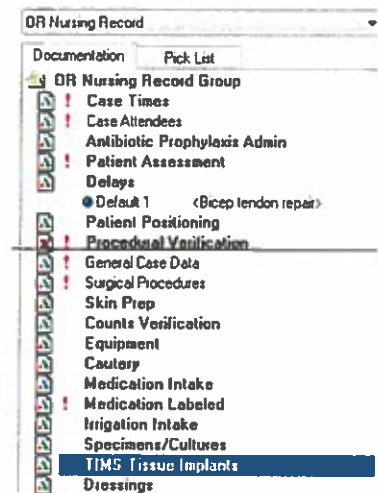 OR Nursing Record
Documentation Pick List
OR Nursing Record Group
! Case Times
! Case Attendees
Antibiotic Prophylaxis Admin
! Patient Assessment
Delays
Default 1 <Bicep tendon repair>
Patient Positioning
! Procedural Verification
! General Case Data
! Surgical Procedures
Skin Prep
Counts Verification
Equipment
Cautery
Medication Intake
! Medication Labeled
Irrigation Intake
Specimens/Cultures
TIMS Tissue Implants
Dressings